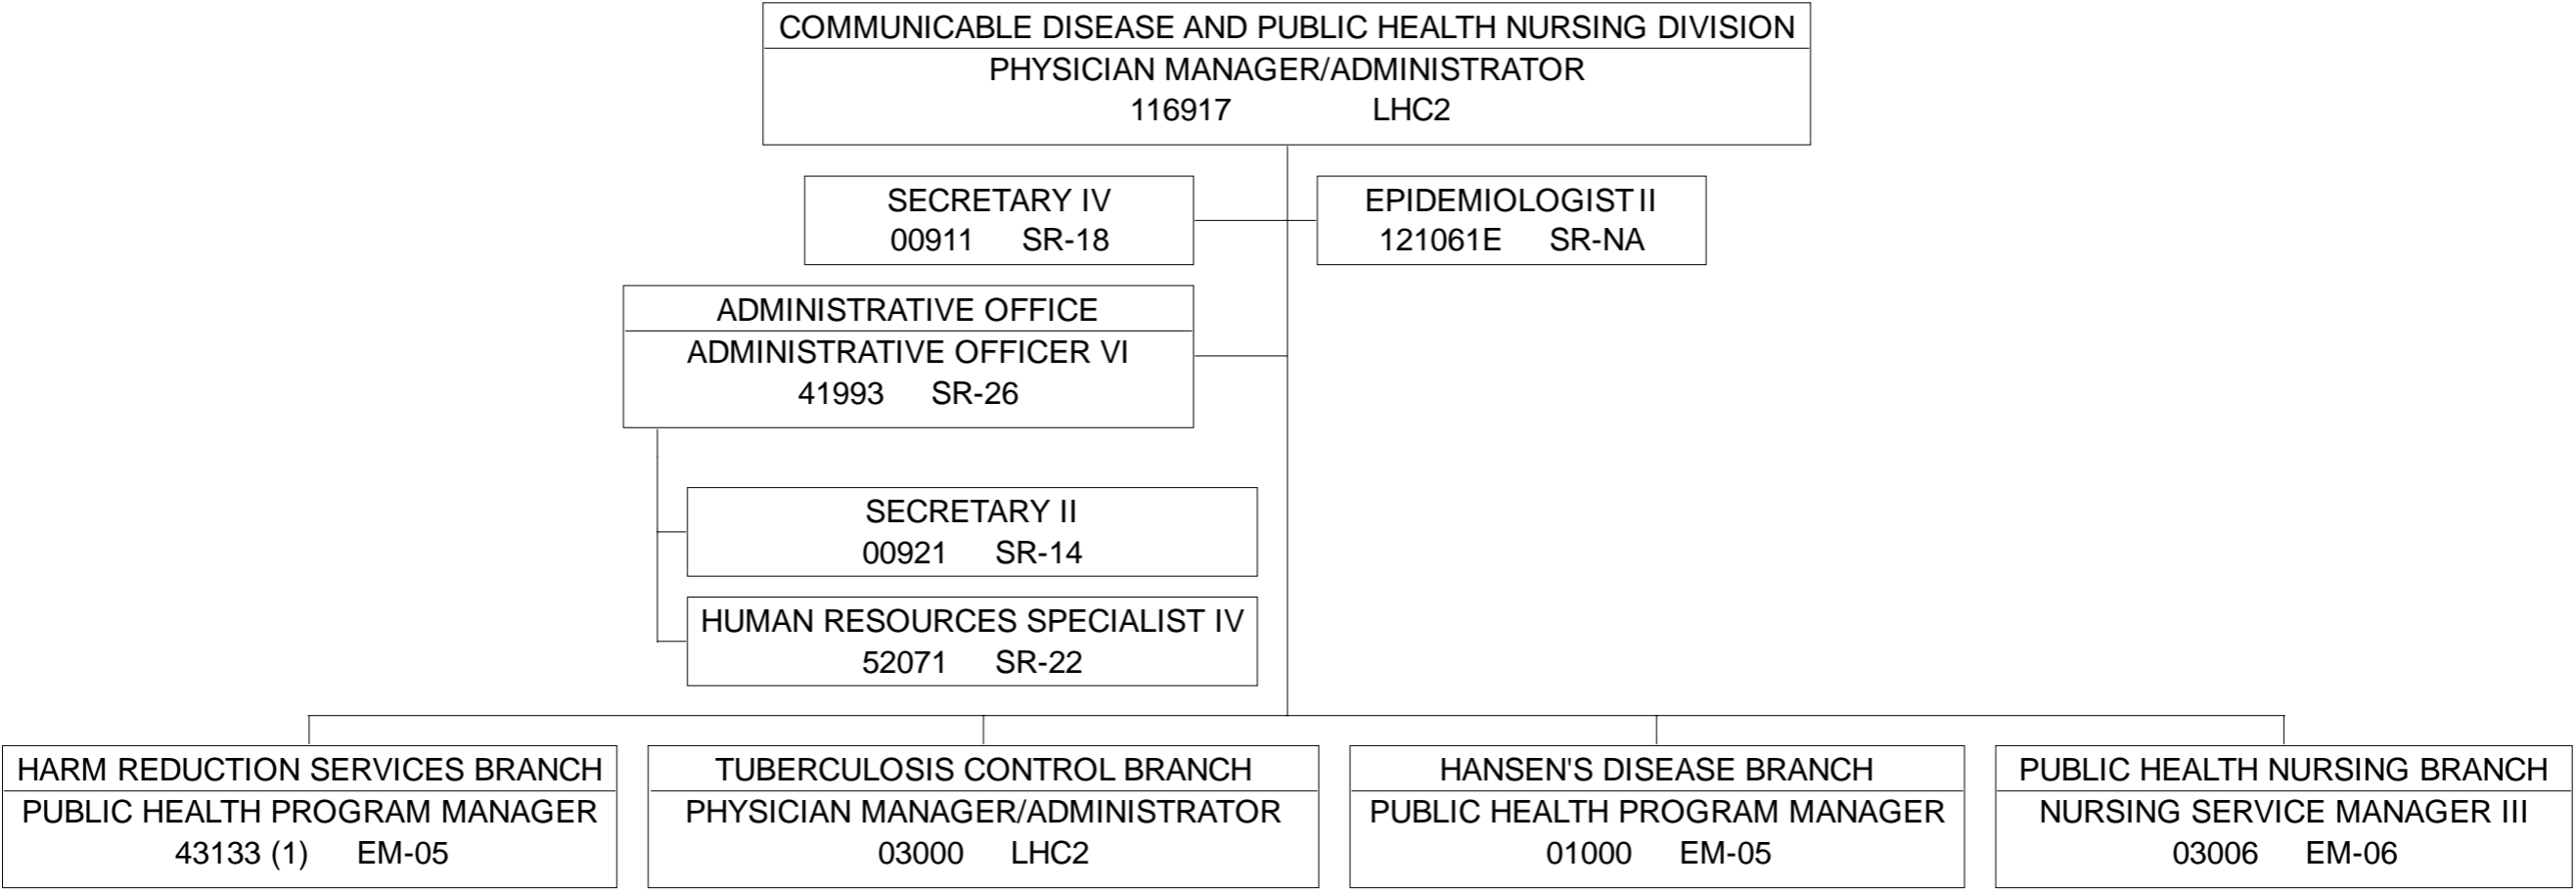 COMMUNICABLE DISEASE AND PUBLIC HEALTH NURSING DIVISION
PHYSICIAN MANAGER/ADMINISTRATOR
116917 LHC2
SECRETARY IV
00911 SR-18
EPIDEMIOLOGIST II
121061E SR-NA
ADMINISTRATIVE OFFICE
ADMINISTRATIVE OFFICER VI
41993 SR-26
SECRETARY II
00921 SR-14
HUMAN RESOURCES SPECIALIST IV
52071 SR-22
HARM REDUCTION SERVICES BRANCH
PUBLIC HEALTH PROGRAM MANAGER
43133 (1) EM-05
TUBERCULOSIS CONTROL BRANCH
PHYSICIAN MANAGER/ADMINISTRATOR
03000 LHC2
HANSEN'S DISEASE BRANCH
PUBLIC HEALTH PROGRAM MANAGER
01000 EM-05
PUBLIC HEALTH NURSING BRANCH
NURSING SERVICE MANAGER III
03006 EM-06